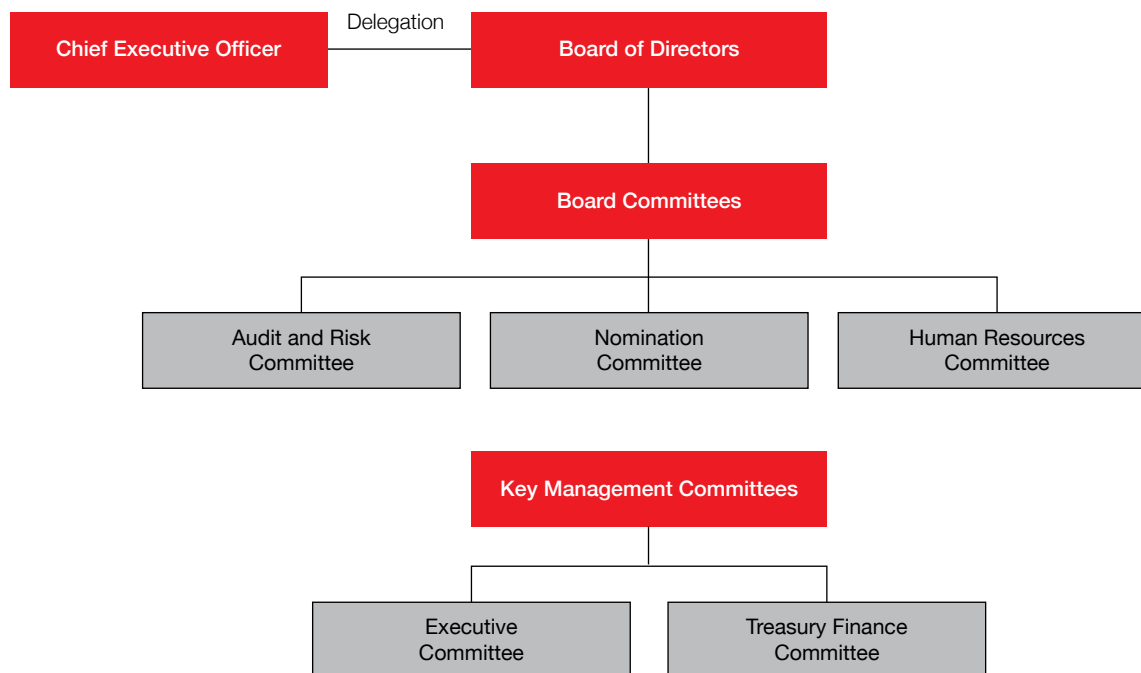 Delegation
Chief Executive Officer
Board of Directors
Board Committees
Audit and Risk
Committee
Nomination
Committee
Human Resources
Committee
Key Management Committees
Executive
Committee
Treasury Finance
Committee